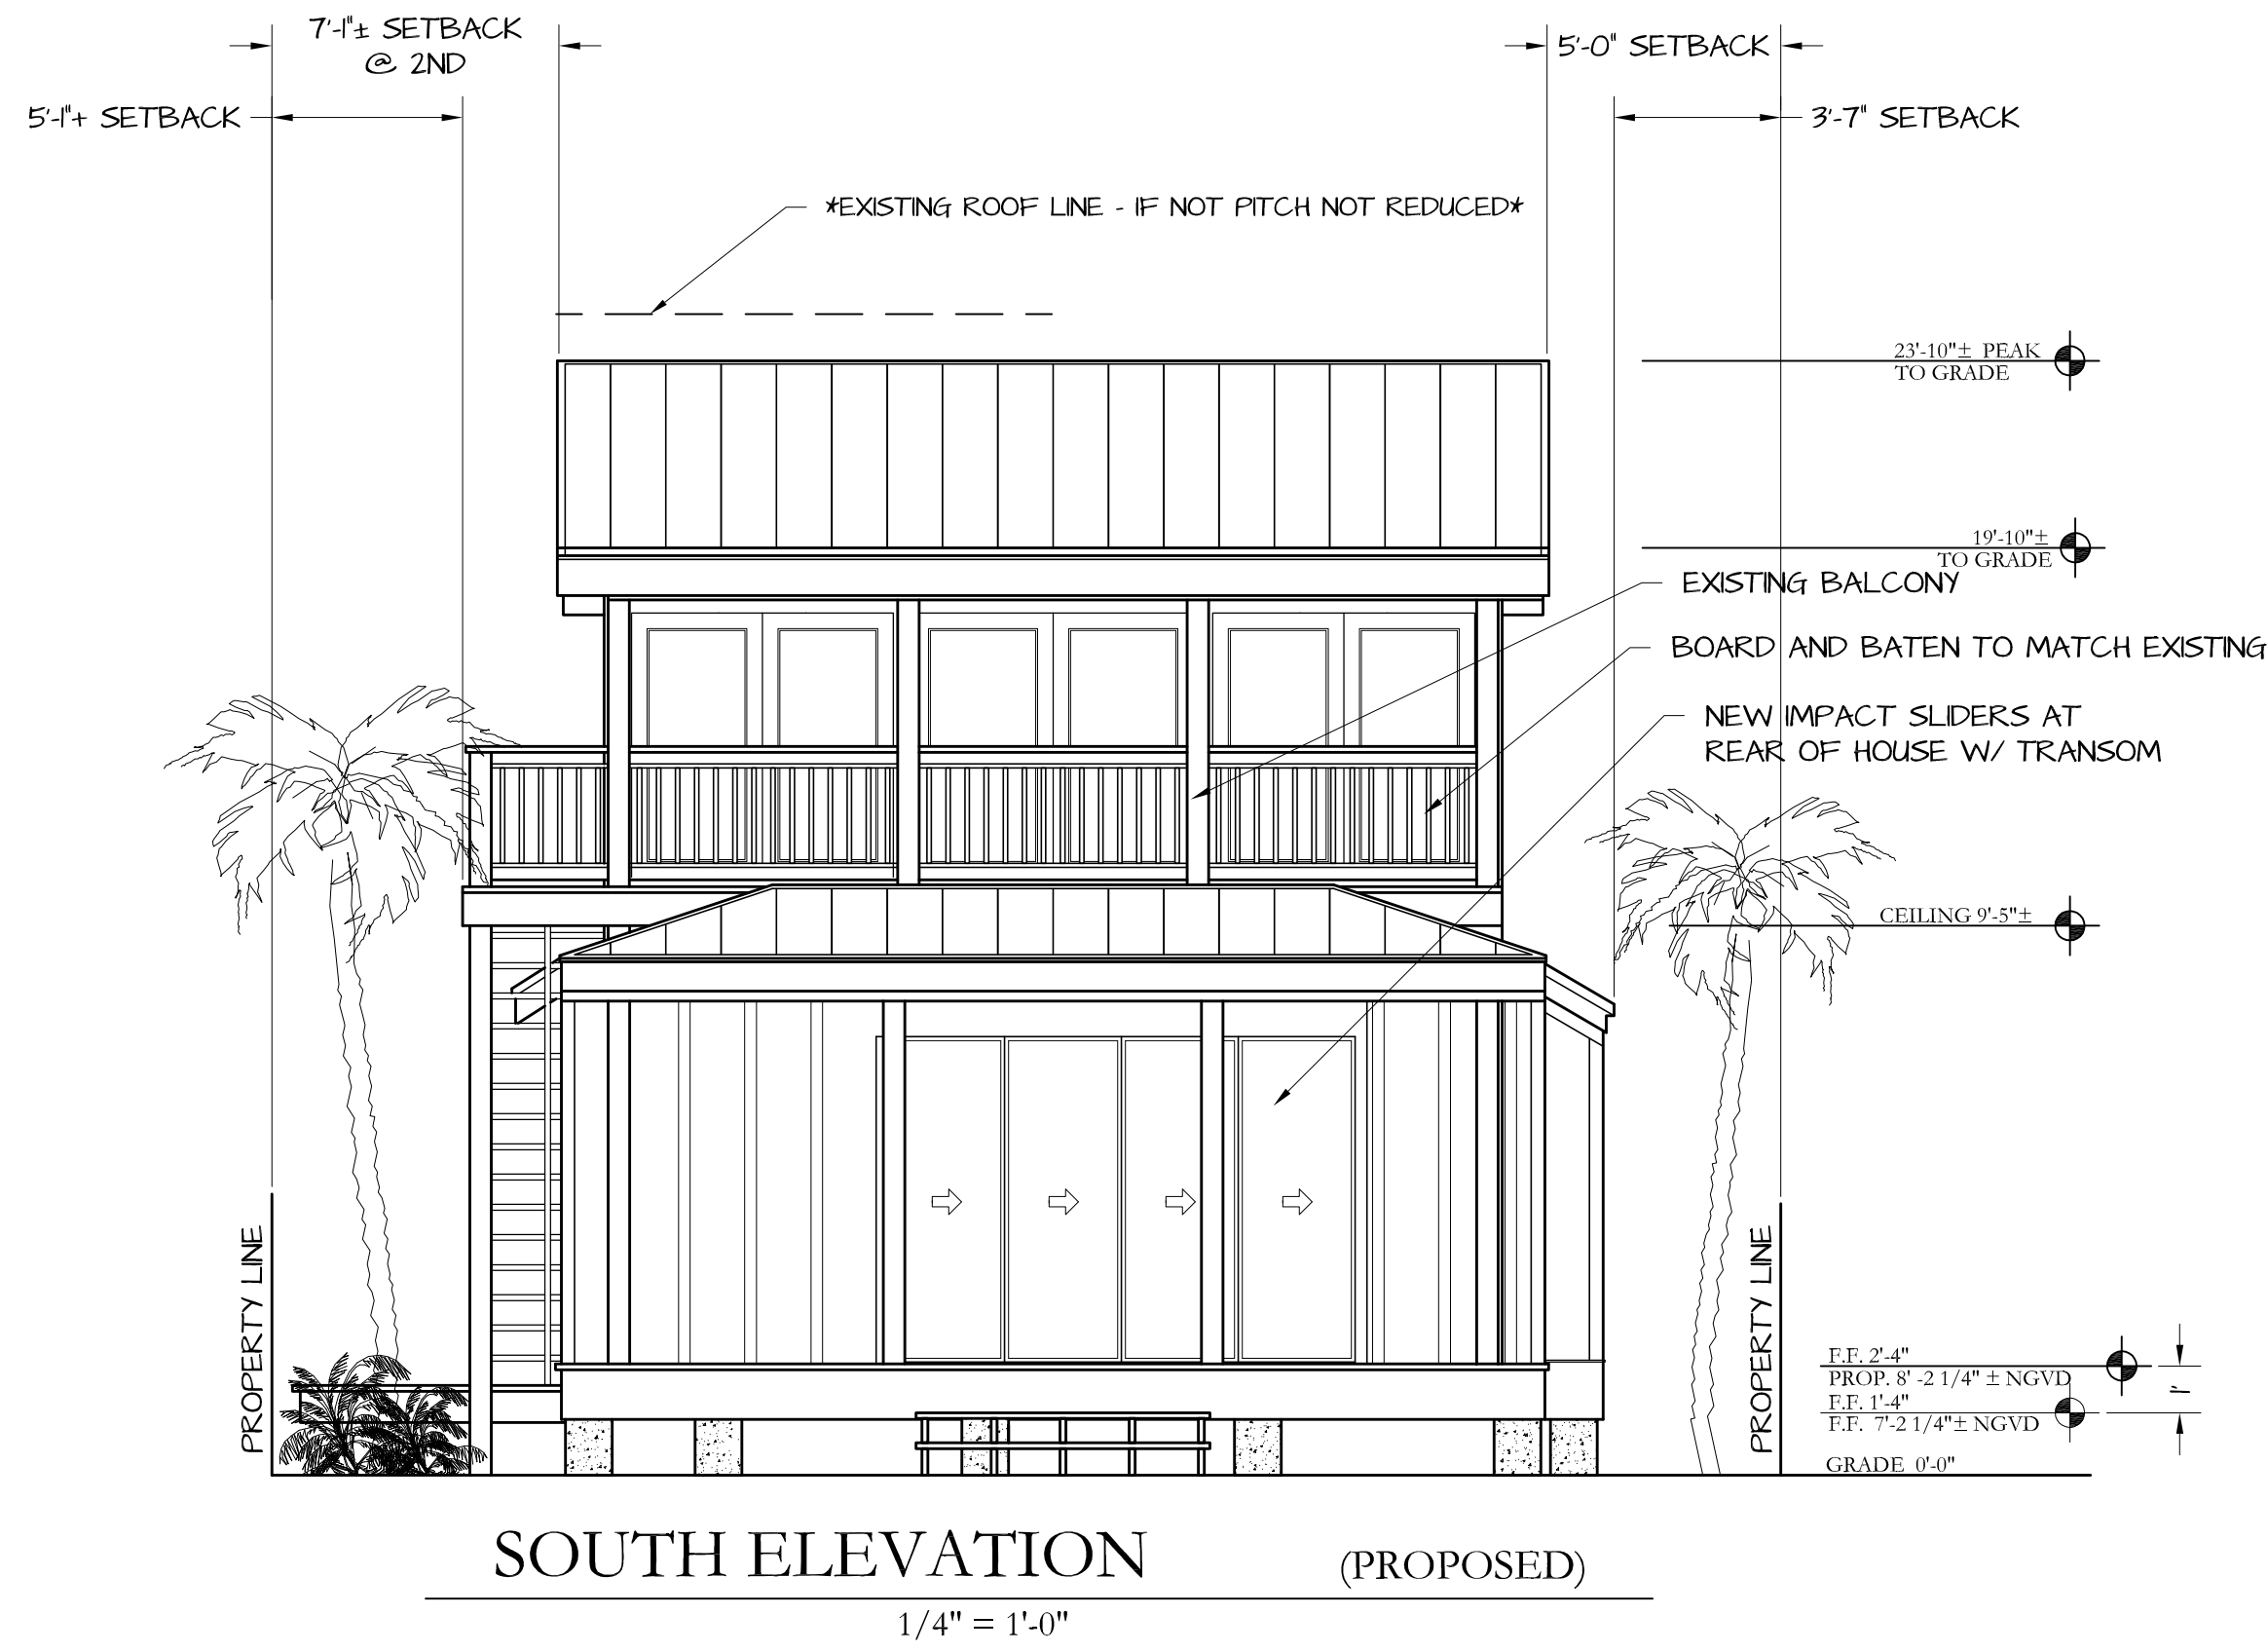 7'-1"± SETBACK
@ 2ND
5'-0" SETBACK
5'-1"+ SETBACK
3'-7" SETBACK
*EXISTING ROOF LINE - IF NOT PITCH NOT REDUCED*
23'-10"± PEAK
TO GRADE
19'-10"±
TO GRADE
EXISTING BALCONY
BOARD AND BATEN TO MATCH EXISTING
NEW IMPACT SLIDERS AT
REAR OF HOUSE W/ TRANSOM
CEILING 9'-5"±
PROPERTY LINE
PROPERTY LINE
F.F. 2'-4"
PROP. 8' -2 1/4" ± NGVD
1'
F.F. 1'-4"
F.F. 7'-2 1/4"± NGVD
GRADE 0'-0"
SOUTH ELEVATION (PROPOSED)
1/4" = 1'-0"